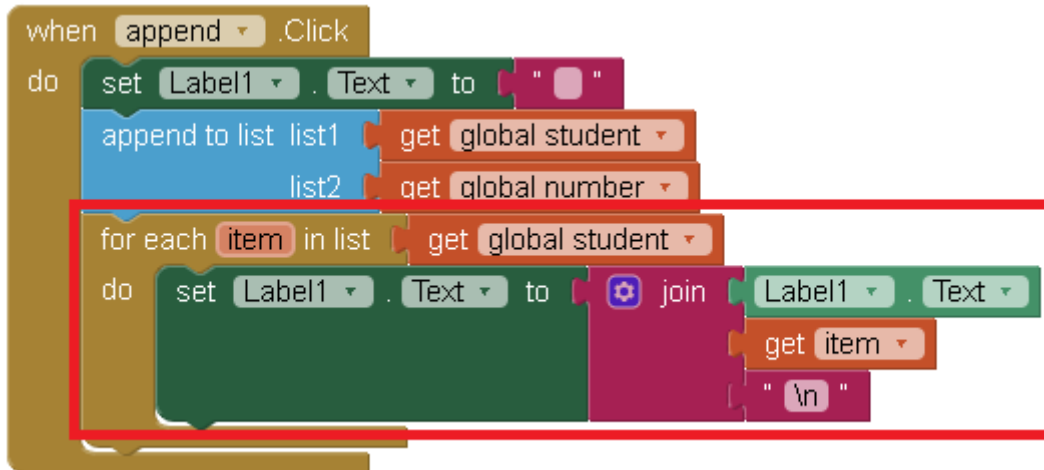 when append .Click
do set Label1 . Text to " "
append to list list1 get global student
list2 get global number
for each item in list get global student
do set Label1 . Text to join Label1 . Text
get item
" \n "